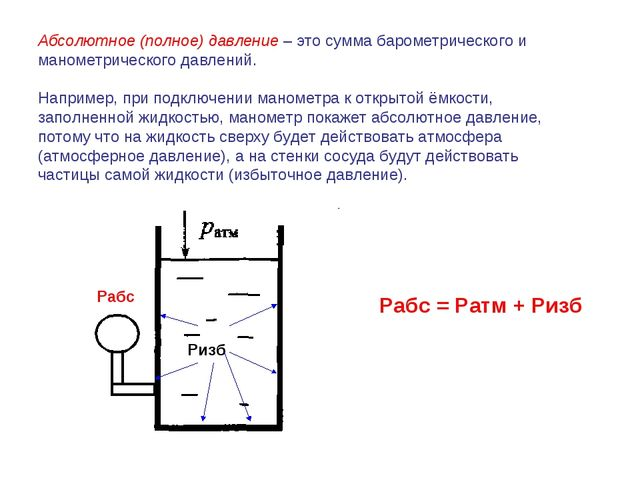 Абсолютное (полное) давление – это сумма барометрического и
манометрического давлений.
Например, при подключении манометра к открытой ёмкости,
заполненной жидкостью, манометр покажет абсолютное давление,
потому что на жидкость сверху будет действовать атмосфера
(атмосферное давление), а на стенки сосуда будут действовать
частицы самой жидкости (избыточное давление).
pатм
Рабс
Рабс = Ратм + Ризб
Ризб